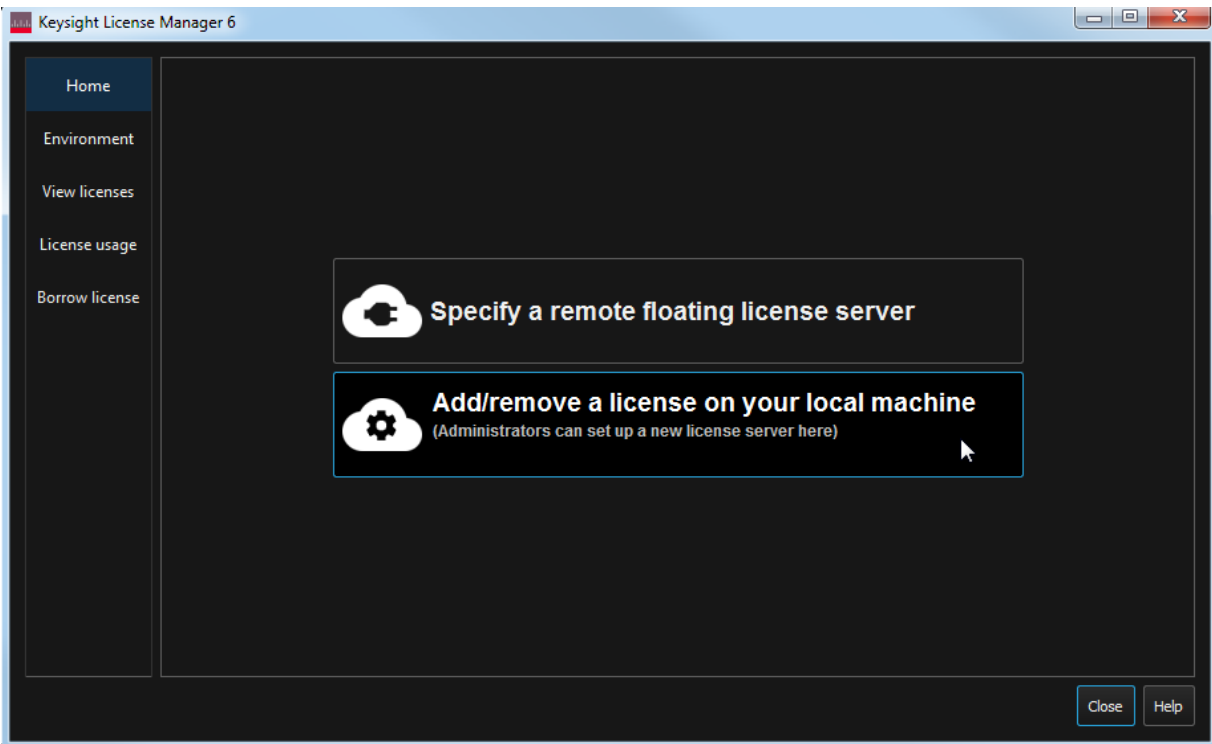 Keysight License Manager 6
Home
Environment
View licenses
License usage
Borrow license
Specify a remote floating license server
Add/remove a license on your local machine
(Administrators can set up a new license server here)
Close
Help